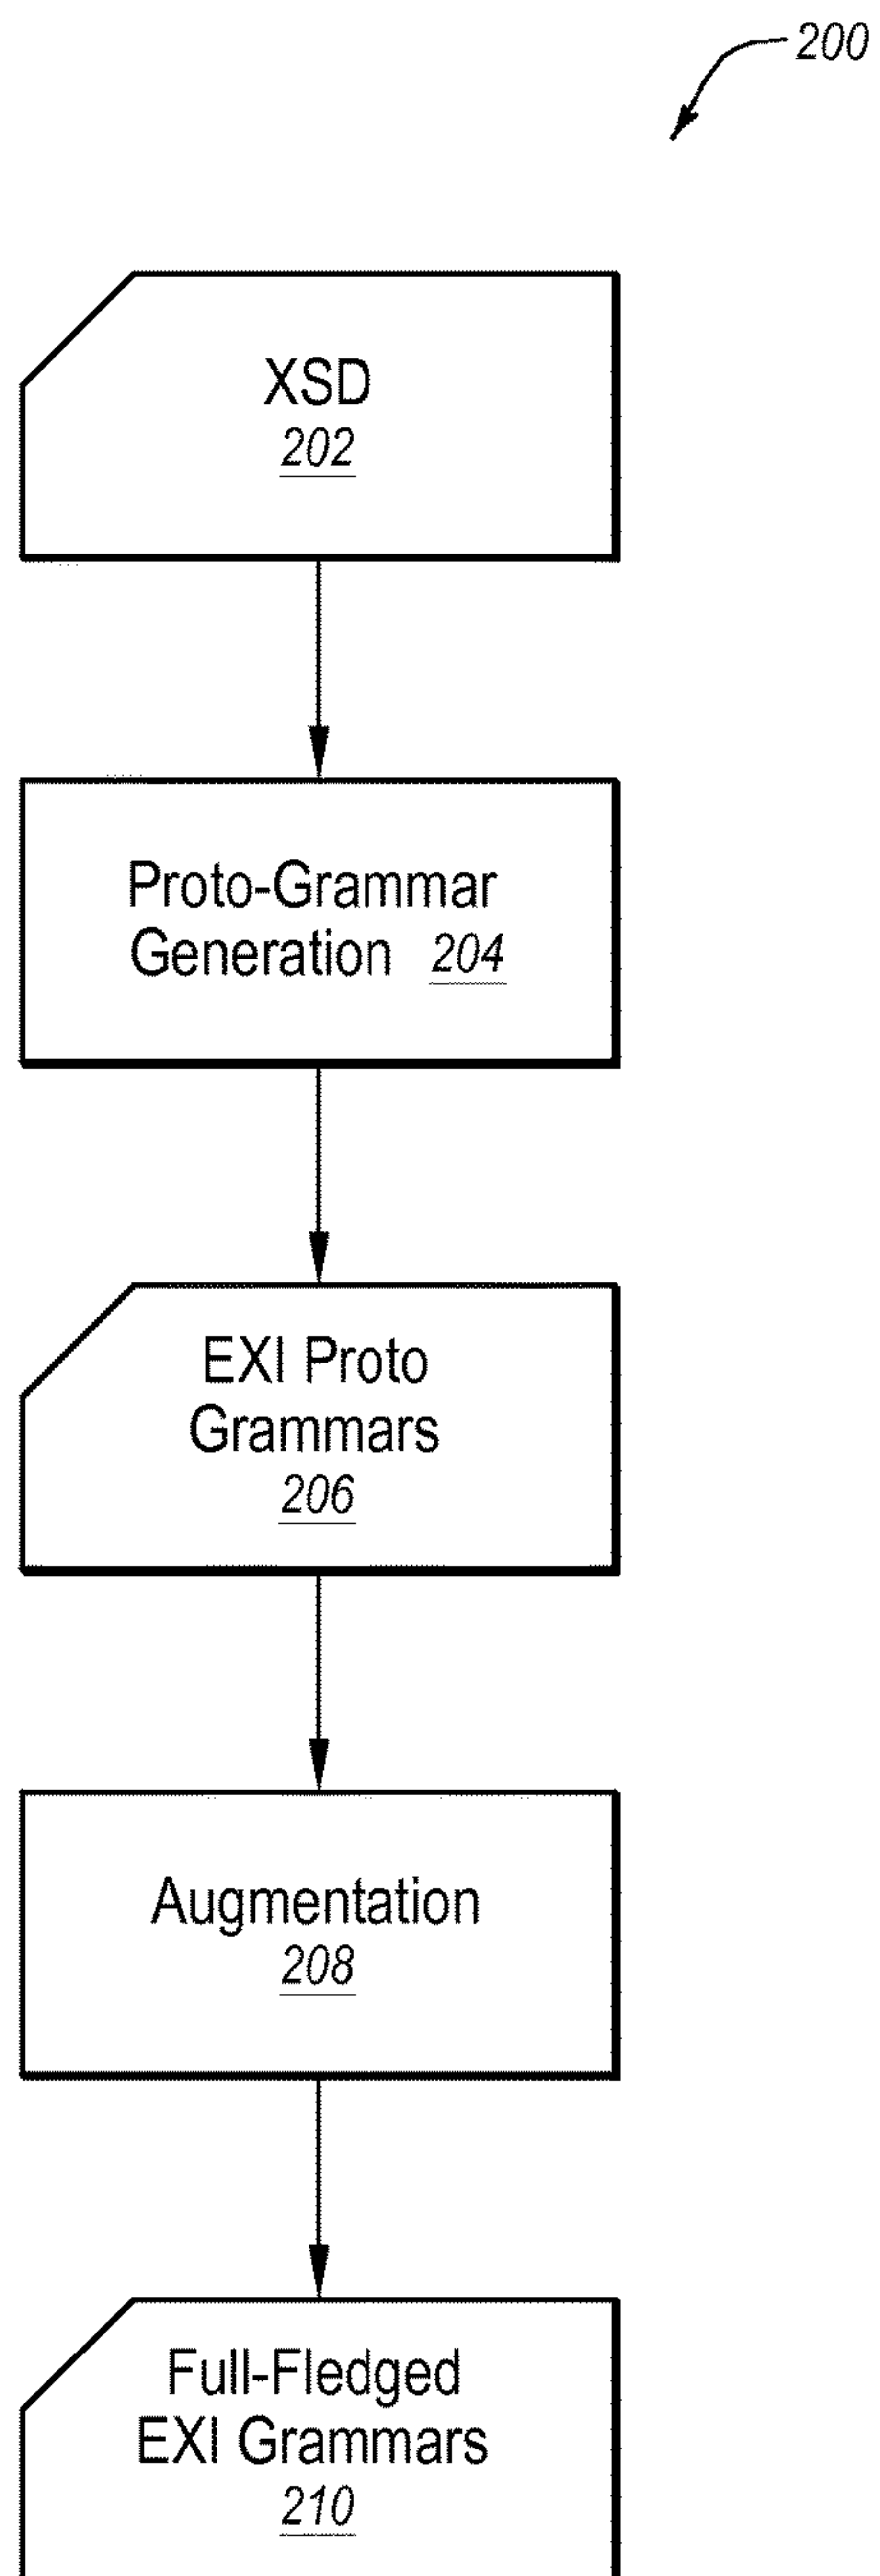 200
XSD
202
Proto-Grammar
Generation 204
EXI Proto
Grammars
206
Augmentation
208
Full-Fledged
EXI Grammars
210